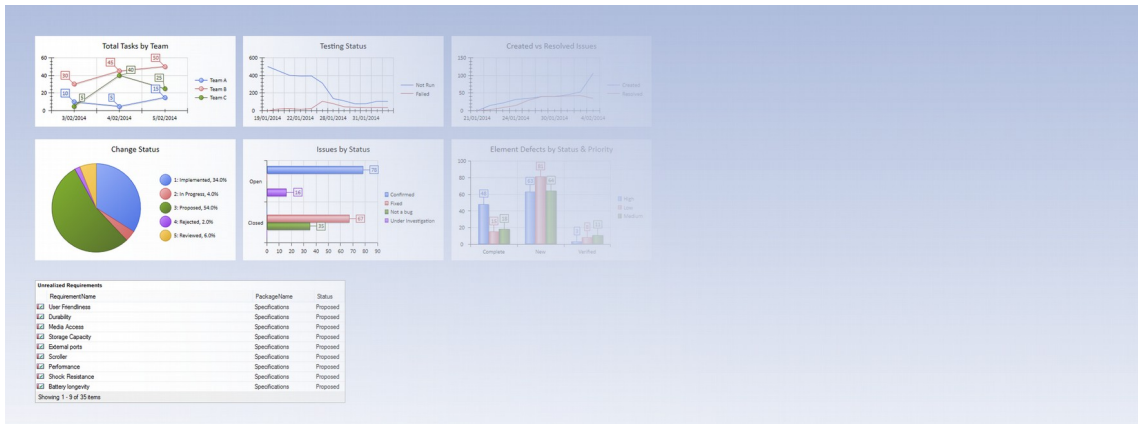 Total Tasks by Team
60
40
20
0
30
45
50
10
5
40
5
25
15
3/02/2014 4/02/2014 5/02/2014
Team A
Team B
Team C
Testing Status
600
400
200
0
19/01/2014 22/01/2014 28/01/2014 31/01/2014
Not Run
Failed
Created vs Resolved Issues
150
100
50
0
21/01/2014 24/01/2014 30/01/2014 4/02/2014
Created
Resolved
Change Status
1: Implemented, 34.0%
2: In Progress, 4.0%
3: Proposed, 54.0%
4: Rejected, 2.0%
5: Reviewed, 6.0%
Issues by Status
Open
Closed
78
16
67
35
0 10 20 30 40 50 60 70 80 90
Confirmed
Fixed
Not a bug
Under Investigation
Element Defects by Status & Priority
100
80
60
40
20
0
48
Complete New Verified
High
Low
Medium
Unrealized Requirements
RequirementName PackageName Status
User Friendliness Specifications Proposed
Durability Specifications Proposed
Media Access Specifications Proposed
Storage Capacity Specifications Proposed
External ports Specifications Proposed
Scroller Specifications Proposed
Performance Specifications Proposed
Shock Resistance Specifications Proposed
Battery longevity Specifications Proposed
Showing 1 - 9 of 35 items